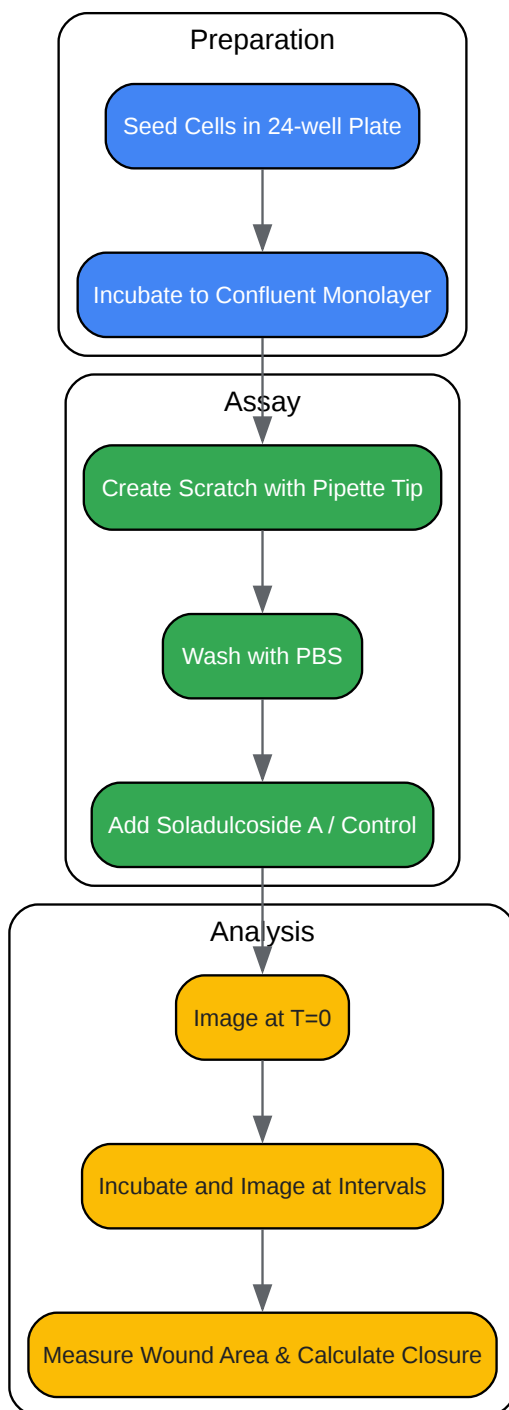 Preparation
Seed Cells in 24-well Plate
Incubate to Confluent Monolayer
Assay
Create Scratch with Pipette Tip
Wash with PBS
Add Soladulcoside A / Control
Analysis
Image at T=0
Incubate and Image at Intervals
Measure Wound Area & Calculate Closure